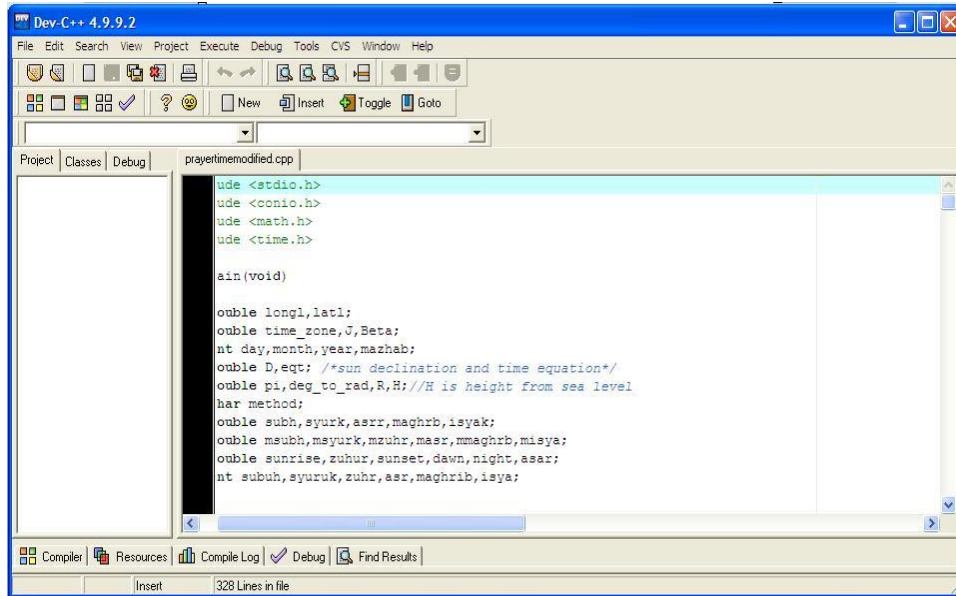 Dev-C++ 4.9.9.2
File Edit Search View Project Execute Debug Tools CVS Window Help
New Insert Toggle Goto
Project Classes Debug prayertimemodified.cpp
ude <stdio.h>
ude <conio.h>
ude <math.h>
ude <time.h>
ain(void)
ouble longl,latl;
ouble time_zone,J,Beta;
nt day,month,year,mazhab;
ouble D,eqt; /*sun declination and time equation*/
ouble pi,deg_to_rad,R,H;//H is height from sea level
har method;
ouble subh,syurk,asrr,maghrb,isyak;
ouble msubh,msyurk,mzuhr,masr,mmaghrb,misya;
ouble sunrise,zuhur,sunset,dawn,night,asar;
nt subuh,syuruk,zuhr,asr,maghrib,isya;
Compiler Resources Compile Log Debug Find Results
Insert 328 Lines in file